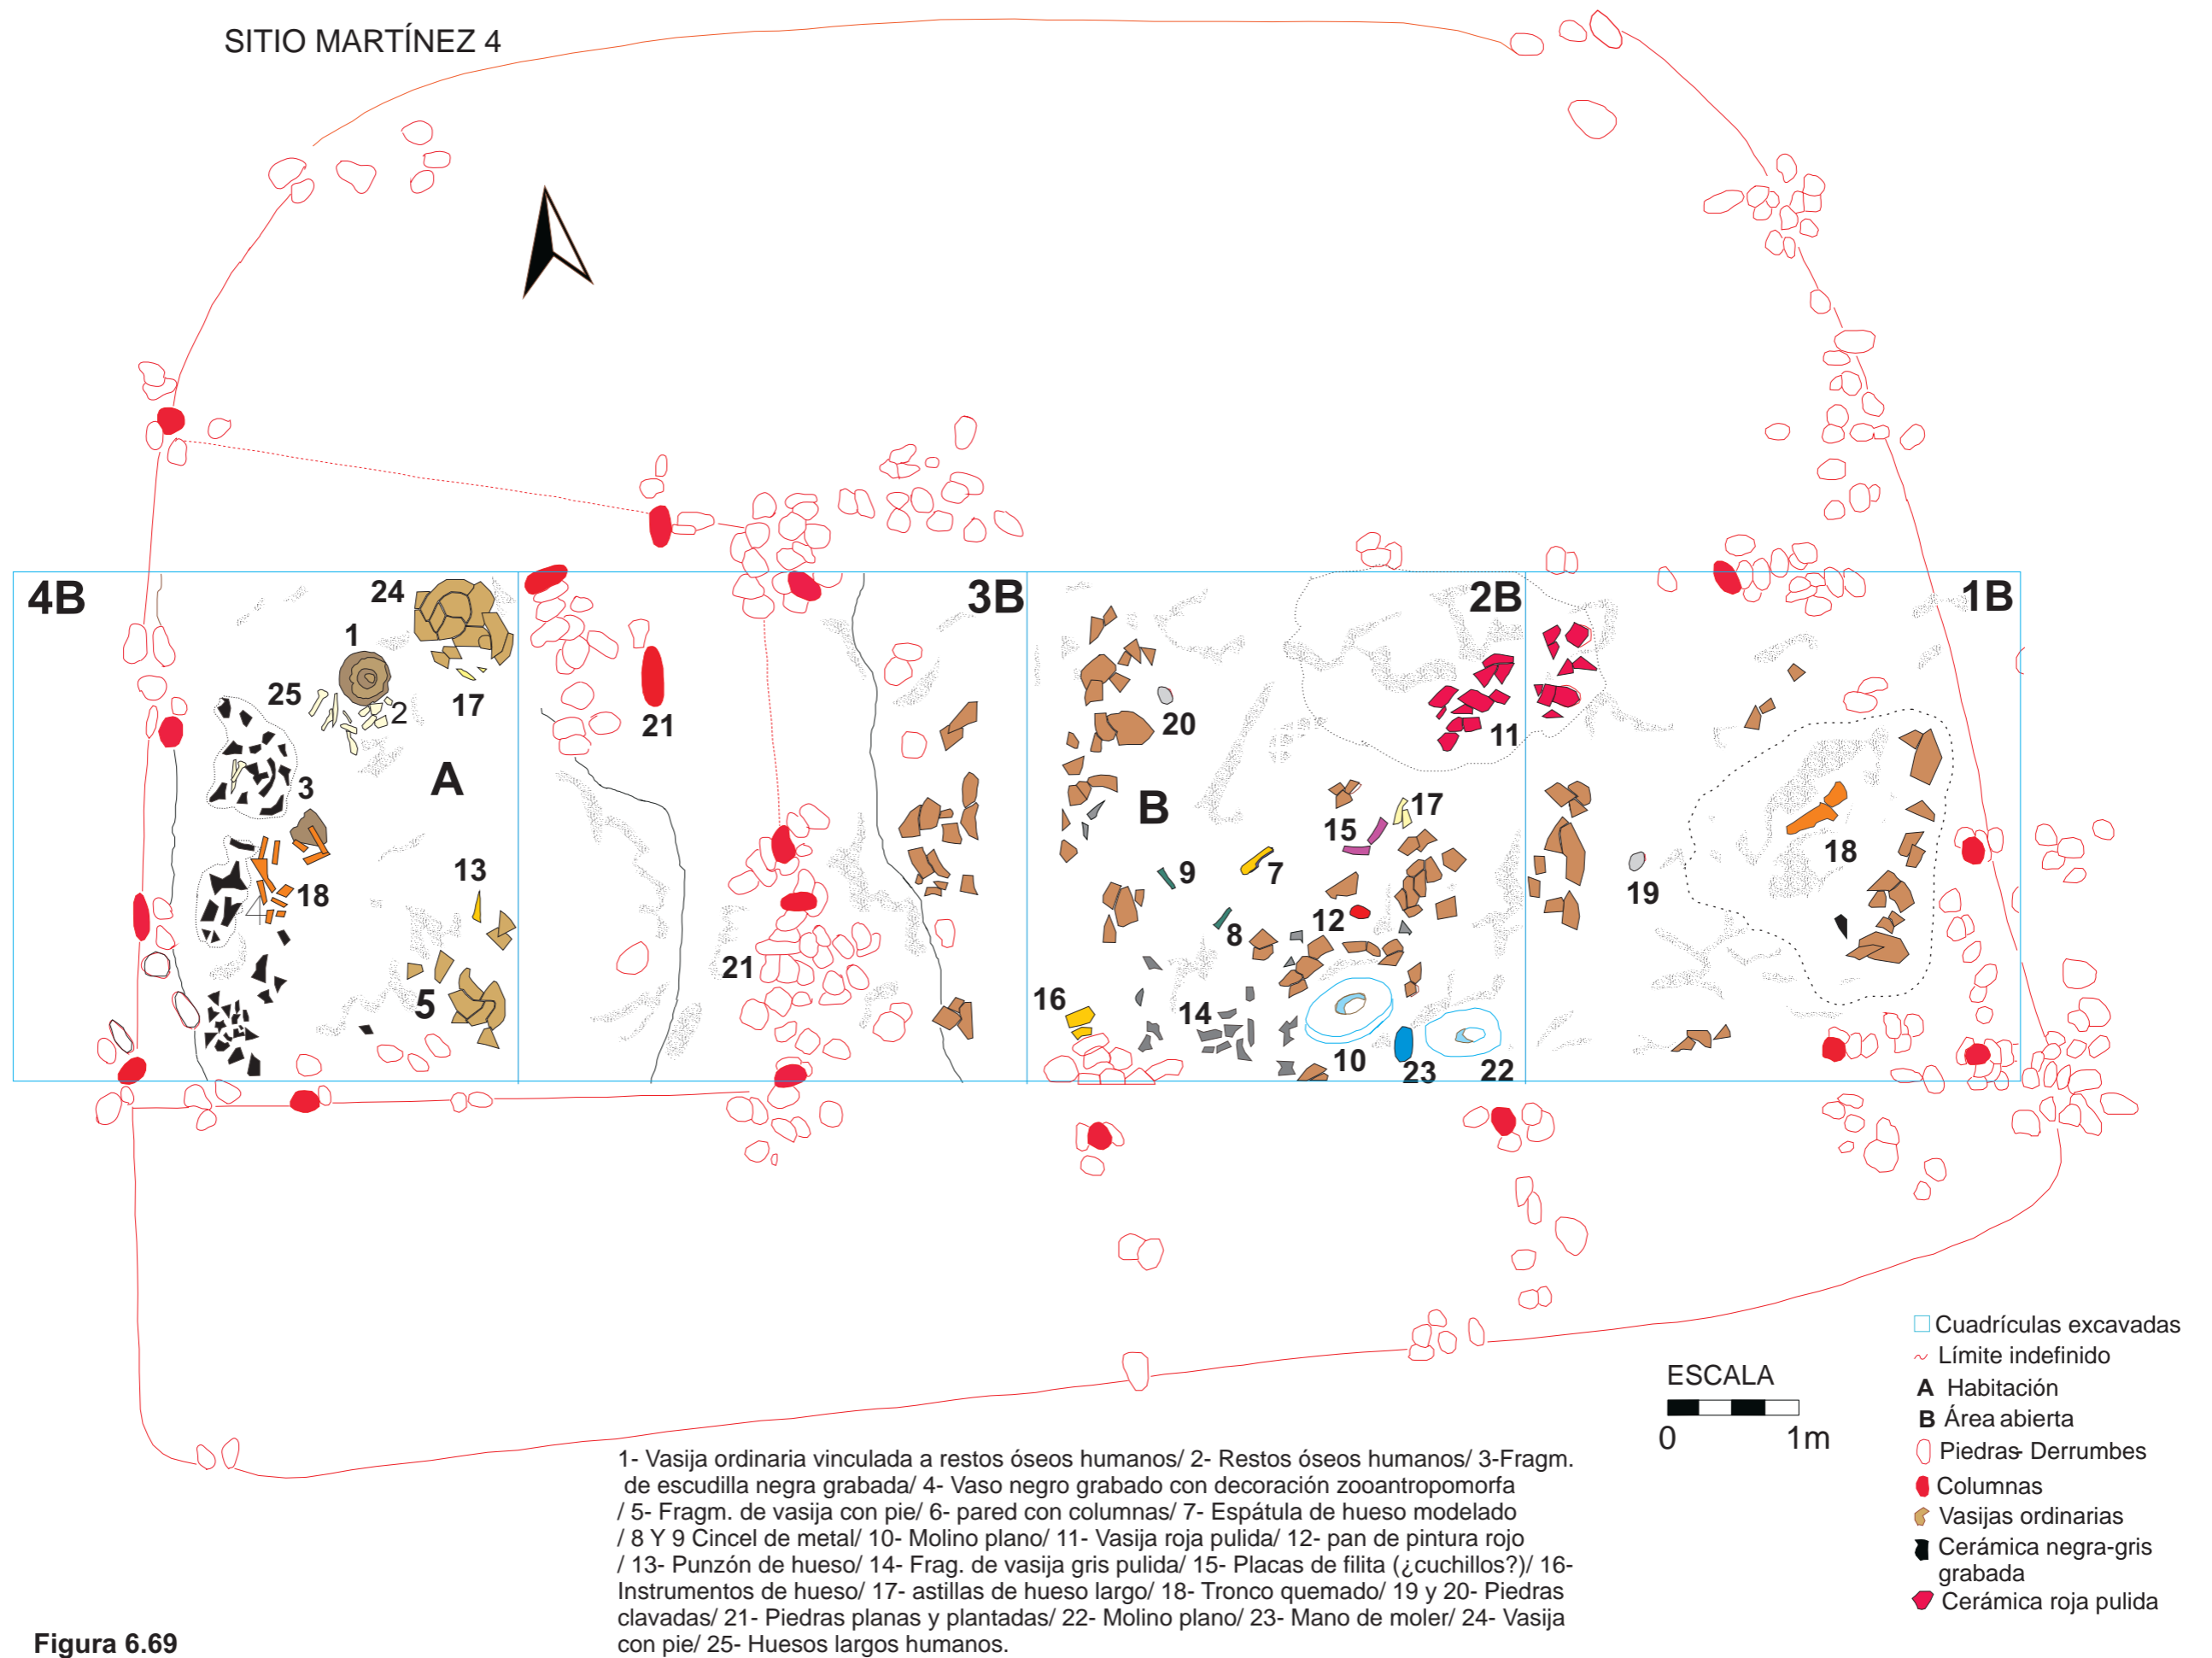 SITIO MARTÍNEZ 4
4B
24
3B
2B
1B
1
25
2
17
21
20
11
A
3
B
17
15
13
9
7
18
18
19
4
12
8
5
21
16
14
10
23
22
Cuadrículas excavadas
Límite indefinido
A Habitación
B Área abierta
Piedras- Derrumbes
Columnas
Vasijas ordinarias
Cerámica negra-gris
grabada
Cerámica roja pulida
ESCALA
0 1m
1- Vasija ordinaria vinculada a restos óseos humanos/ 2- Restos óseos humanos/ 3-Fragm.
de escudilla negra grabada/ 4- Vaso negro grabado con decoración zooantropomorfa
/ 5- Fragm. de vasija con pie/ 6- pared con columnas/ 7- Espátula de hueso modelado
/ 8 Y 9 Cincel de metal/ 10- Molino plano/ 11- Vasija roja pulida/ 12- pan de pintura rojo
/ 13- Punzón de hueso/ 14- Frag. de vasija gris pulida/ 15- Placas de filita (¿cuchillos?)/ 16-
Instrumentos de hueso/ 17- astillas de hueso largo/ 18- Tronco quemado/ 19 y 20- Piedras
clavadas/ 21- Piedras planas y plantadas/ 22- Molino plano/ 23- Mano de moler/ 24- Vasija
con pie/ 25- Huesos largos humanos.
Figura 6.69